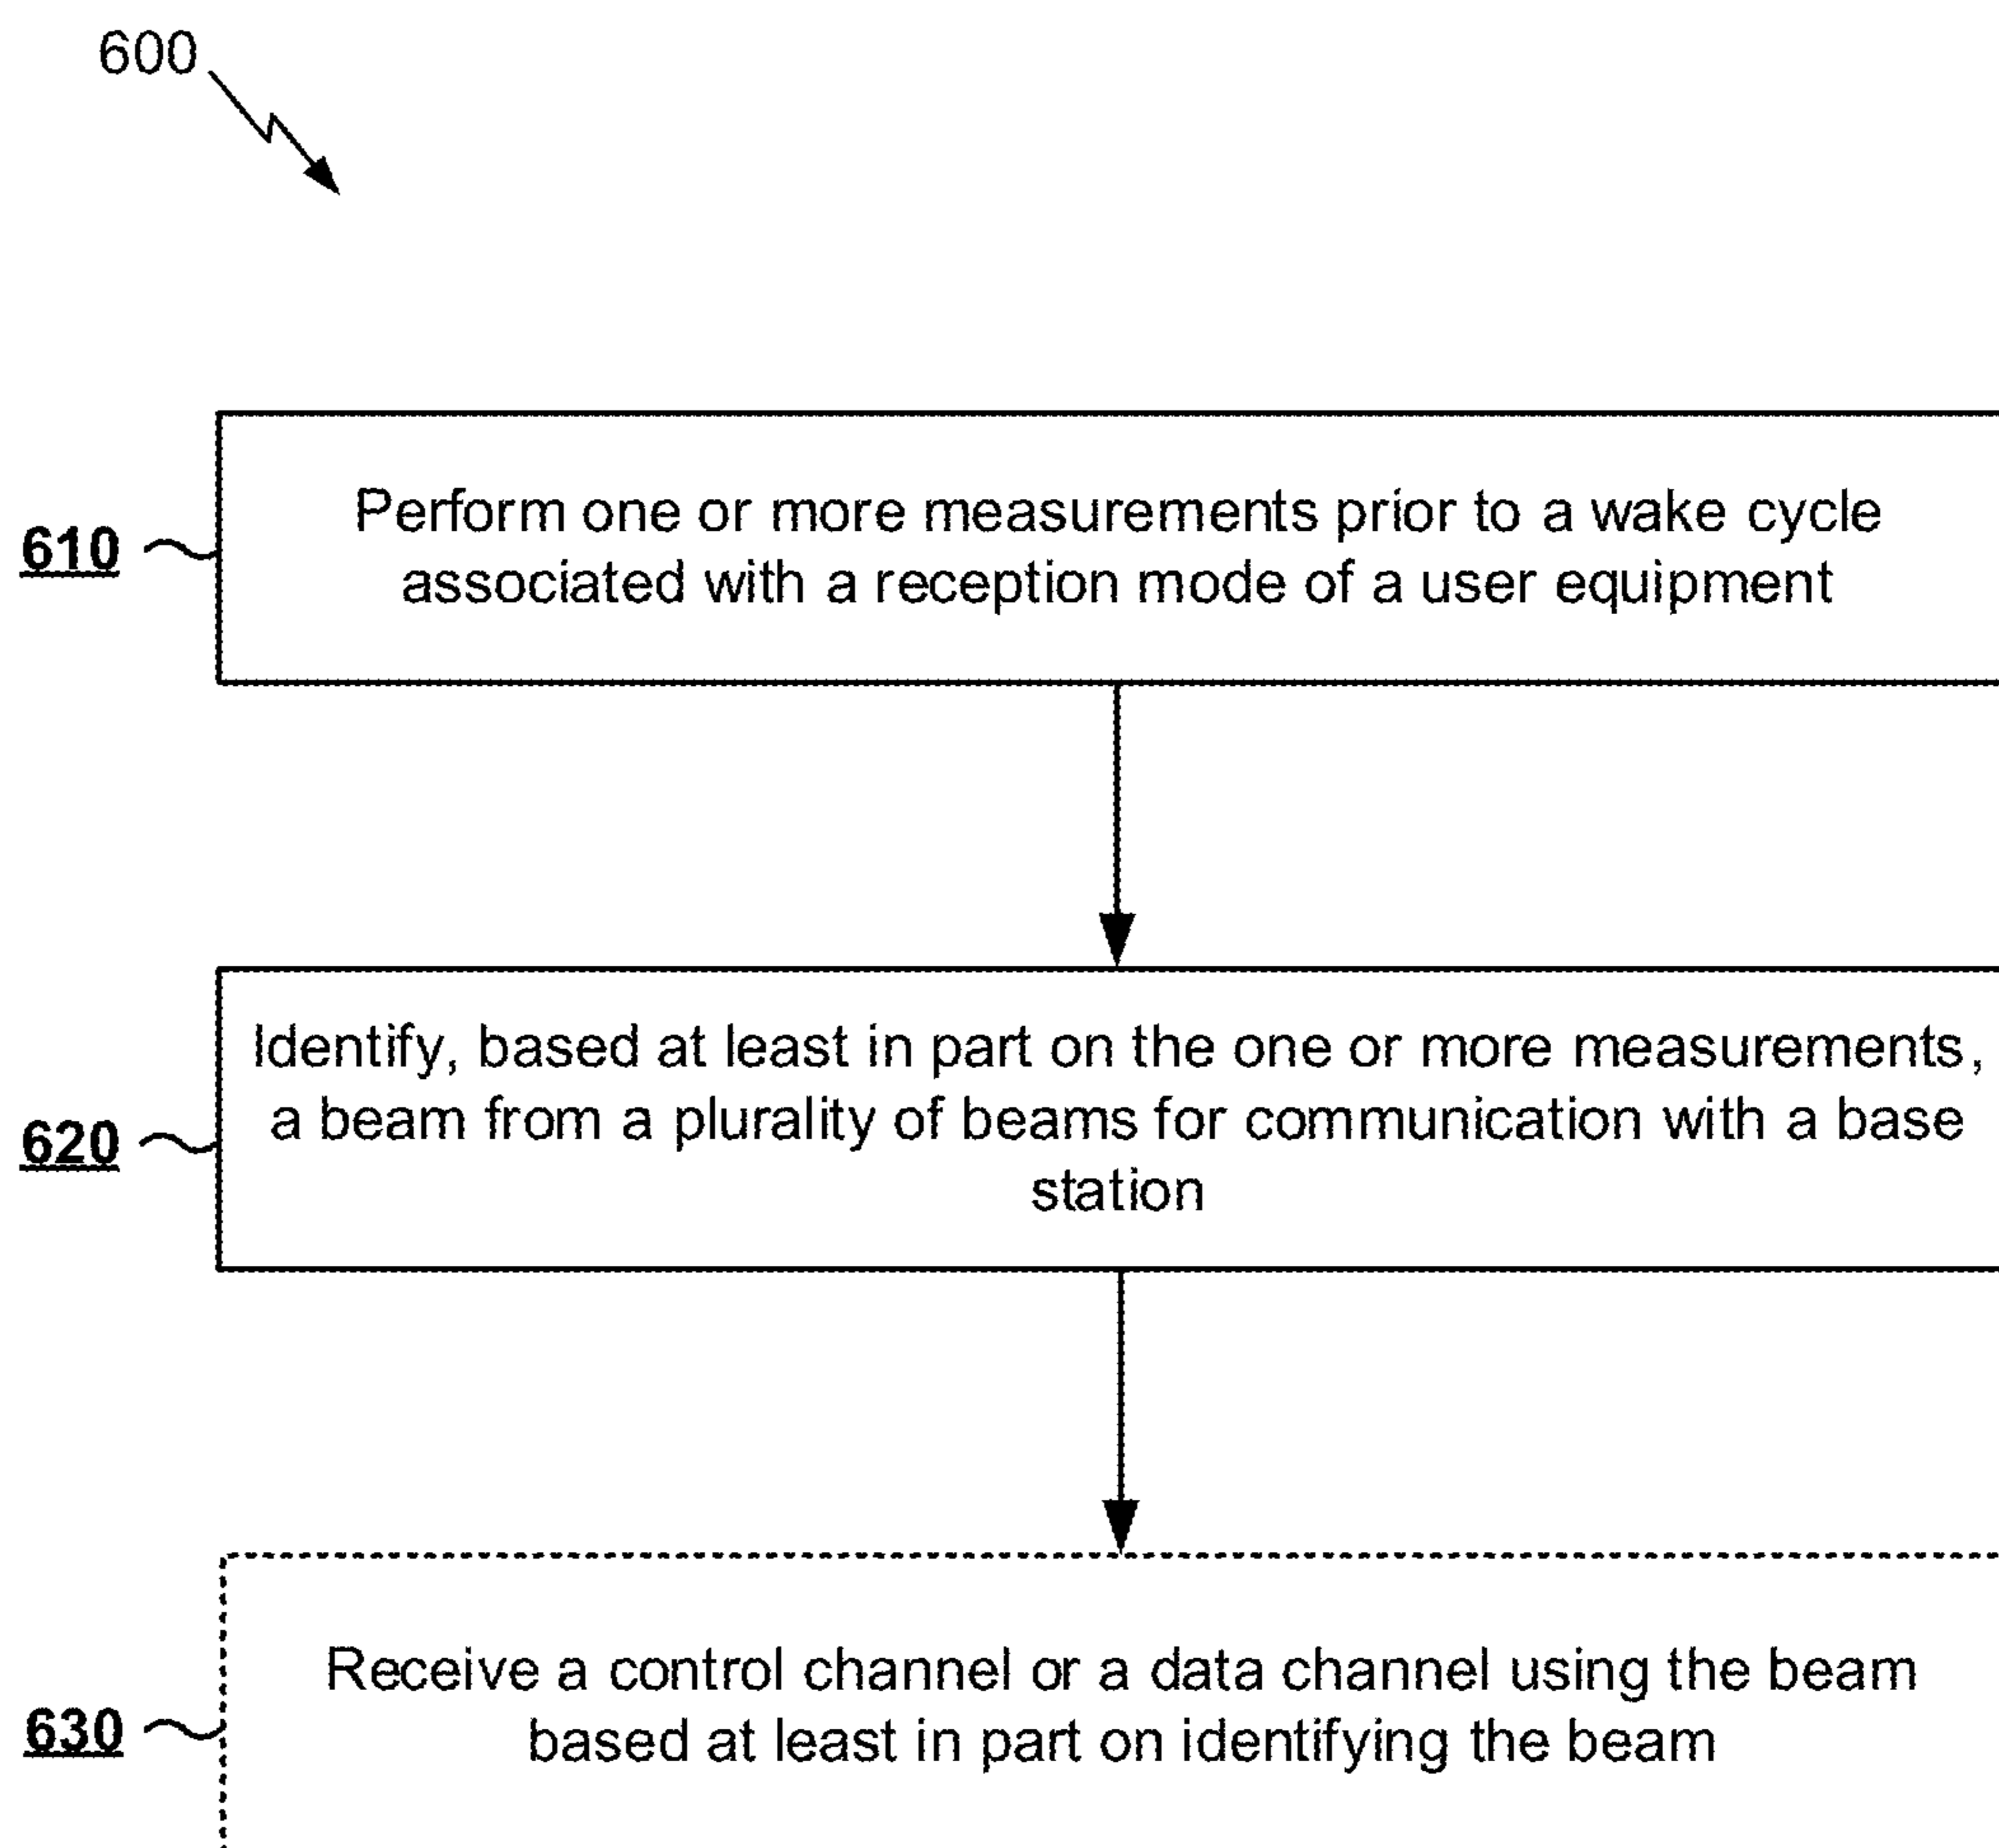 600
610
Perform one or more measurements prior to a wake cycle
associated with a reception mode of a user equipment
620
Identify, based at least in part on the one or more measurements,
a beam from a plurality of beams for communication with a base
station
630
Receive a control channel or a data channel using the beam
based at least in part on identifying the beam